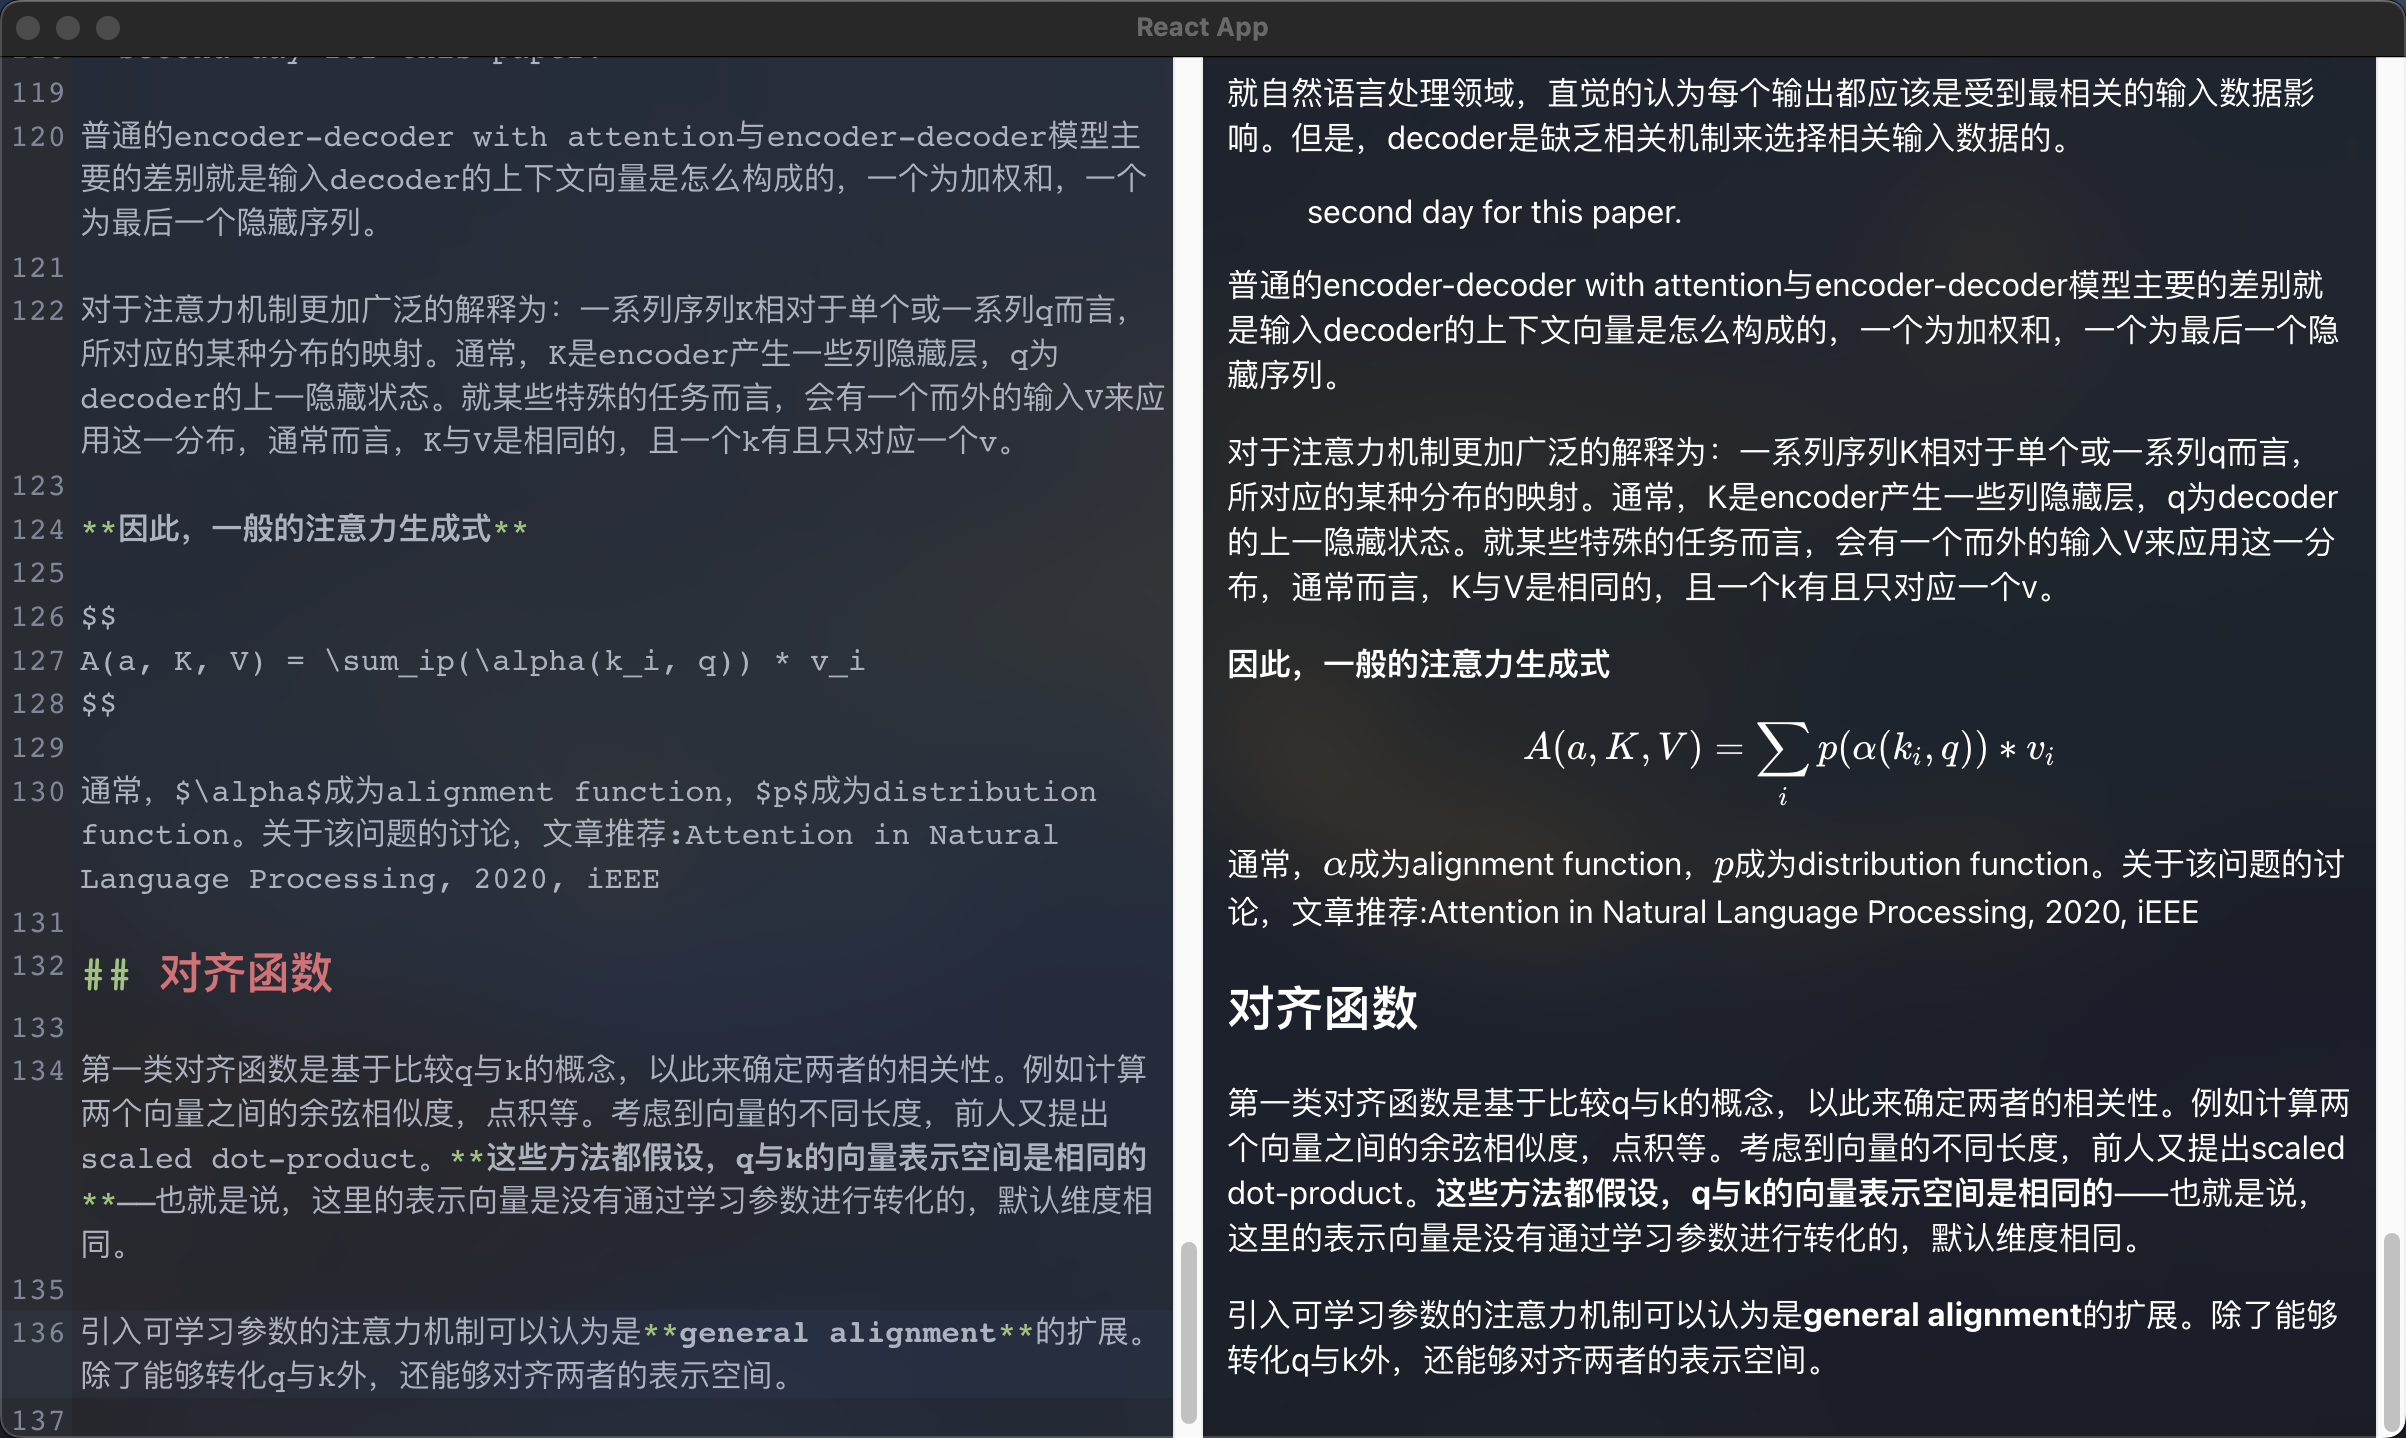 React App
second day for this paper.
119
120 普通的encoder-decoder with attention与encoder-decoder模型主
要的差别就是输入decoder的上下文向量是怎么构成的，一个为加权和，一个
为最后一个隐藏序列。
121
122 对于注意力机制更加广泛的解释为：一系列序列K相对于单个或一系列q而言，
所对应的某种分布的映射。通常，K是encoder产生一些列隐藏层，q为
decoder的上一隐藏状态。就某些特殊的任务而言，会有一个而外的输入V来应
用这一分布，通常而言，K与V是相同的，且一个k有且只对应一个v。
123
124 **因此，一般的注意力生成式**
125
126 $$
127 A(a, K, V) = \sum_ip(\alpha(k_i, q)) * v_i
128 $$
129
130 通常，$\alpha$成为alignment function，$p$成为distribution
function。关于该问题的讨论，文章推荐:Attention in Natural
Language Processing, 2020, iEEE
131
132 ## 对齐函数
133
134 第一类对齐函数是基于比较q与k的概念，以此来确定两者的相关性。例如计算
两个向量之间的余弦相似度，点积等。考虑到向量的不同长度，前人又提出
scaled dot-product。**这些方法都假设，q与k的向量表示空间是相同的
**——也就是说，这里的表示向量是没有通过学习参数进行转化的，默认维度相
同。
135
136 引入可学习参数的注意力机制可以认为是**general alignment**的扩展。
除了能够转化q与k外，还能够对齐两者的表示空间。
137
就自然语言处理领域，直觉的认为每个输出都应该是受到最相关的输入数据影
响。但是，decoder是缺乏相关机制来选择相关输入数据的。
second day for this paper.
普通的encoder-decoder with attention与encoder-decoder模型主要的差别就
是输入decoder的上下文向量是怎么构成的，一个为加权和，一个为最后一个隐
藏序列。
对于注意力机制更加广泛的解释为：一系列序列K相对于单个或一系列q而言，
所对应的某种分布的映射。通常，K是encoder产生一些列隐藏层，q为decoder
的上一隐藏状态。就某些特殊的任务而言，会有一个而外的输入V来应用这一分
布，通常而言，K与V是相同的，且一个k有且只对应一个v。
因此，一般的注意力生成式
A(a, K, V) = ∑_i p(α(k_i, q)) * v_i
通常，α成为alignment function，p成为distribution function。关于该问题的讨
论，文章推荐:Attention in Natural Language Processing, 2020, iEEE
对齐函数
第一类对齐函数是基于比较q与k的概念，以此来确定两者的相关性。例如计算两
个向量之间的余弦相似度，点积等。考虑到向量的不同长度，前人又提出scaled
dot-product。这些方法都假设，q与k的向量表示空间是相同的——也就是说，
这里的表示向量是没有通过学习参数进行转化的，默认维度相同。
引入可学习参数的注意力机制可以认为是general alignment的扩展。除了能够
转化q与k外，还能够对齐两者的表示空间。